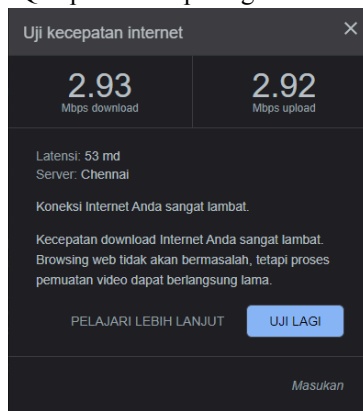 Uji kecepatan internet
2.93
Mbps download
2.92
Mbps upload
Latensi: 53 md
Server: Chennai
Koneksi Internet Anda sangat lambat.
Kecepatan download Internet Anda sangat lambat.
Browsing web tidak akan bermasalah, tetapi proses
pemuatan video dapat berlangsung lama.
PELAJARI LEBIH LANJUT
UJI LAGI
Masukan